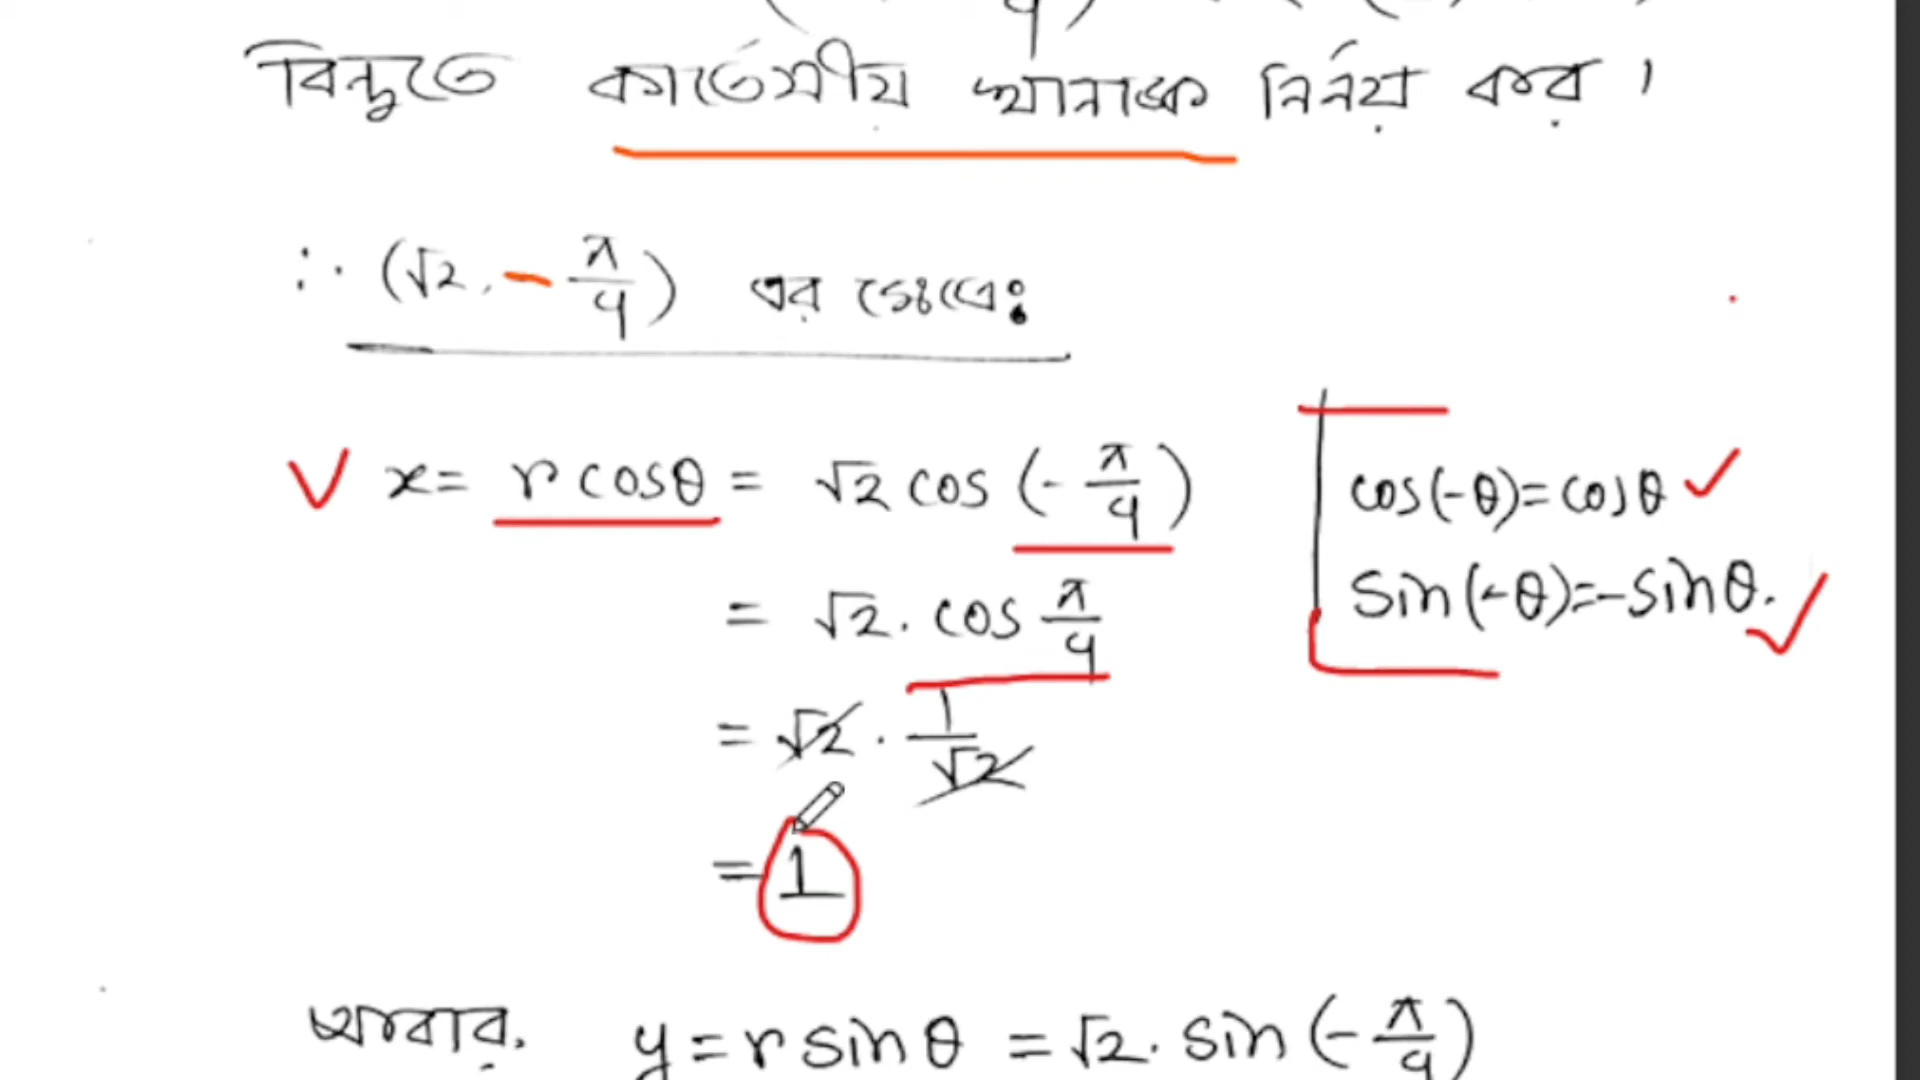 বিন্দুতে কার্তেসীয় স্থানাঙ্ক নির্নয় কর।
∴ (√2, -π/4) এর ক্ষেত্রে:
x = r cosθ = √2 cos (-π/4)
= √2 . cos π/4
= √2 . 1/√2
= 1
cos(-θ)=cosθ
Sin(-θ)=-sinθ.
আবার, y = r sinθ = √2. sin (-π/4)